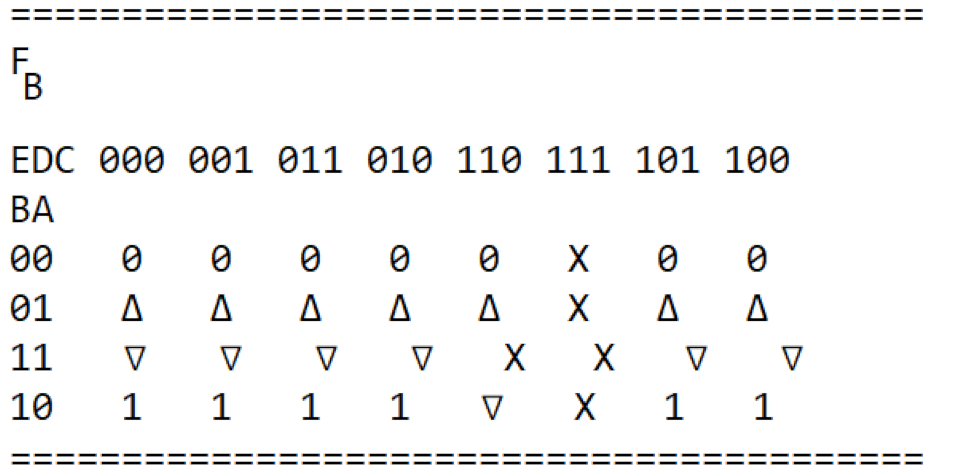 =========================================
F
B
EDC 000 001 011 010 110 111 101 100
BA
00 0 0 0 0 0 X 0 0
01 Δ Δ Δ Δ Δ X Δ Δ
11 ∇ ∇ ∇ ∇ X X ∇ ∇
10 1 1 1 1 ∇ X 1 1
=========================================